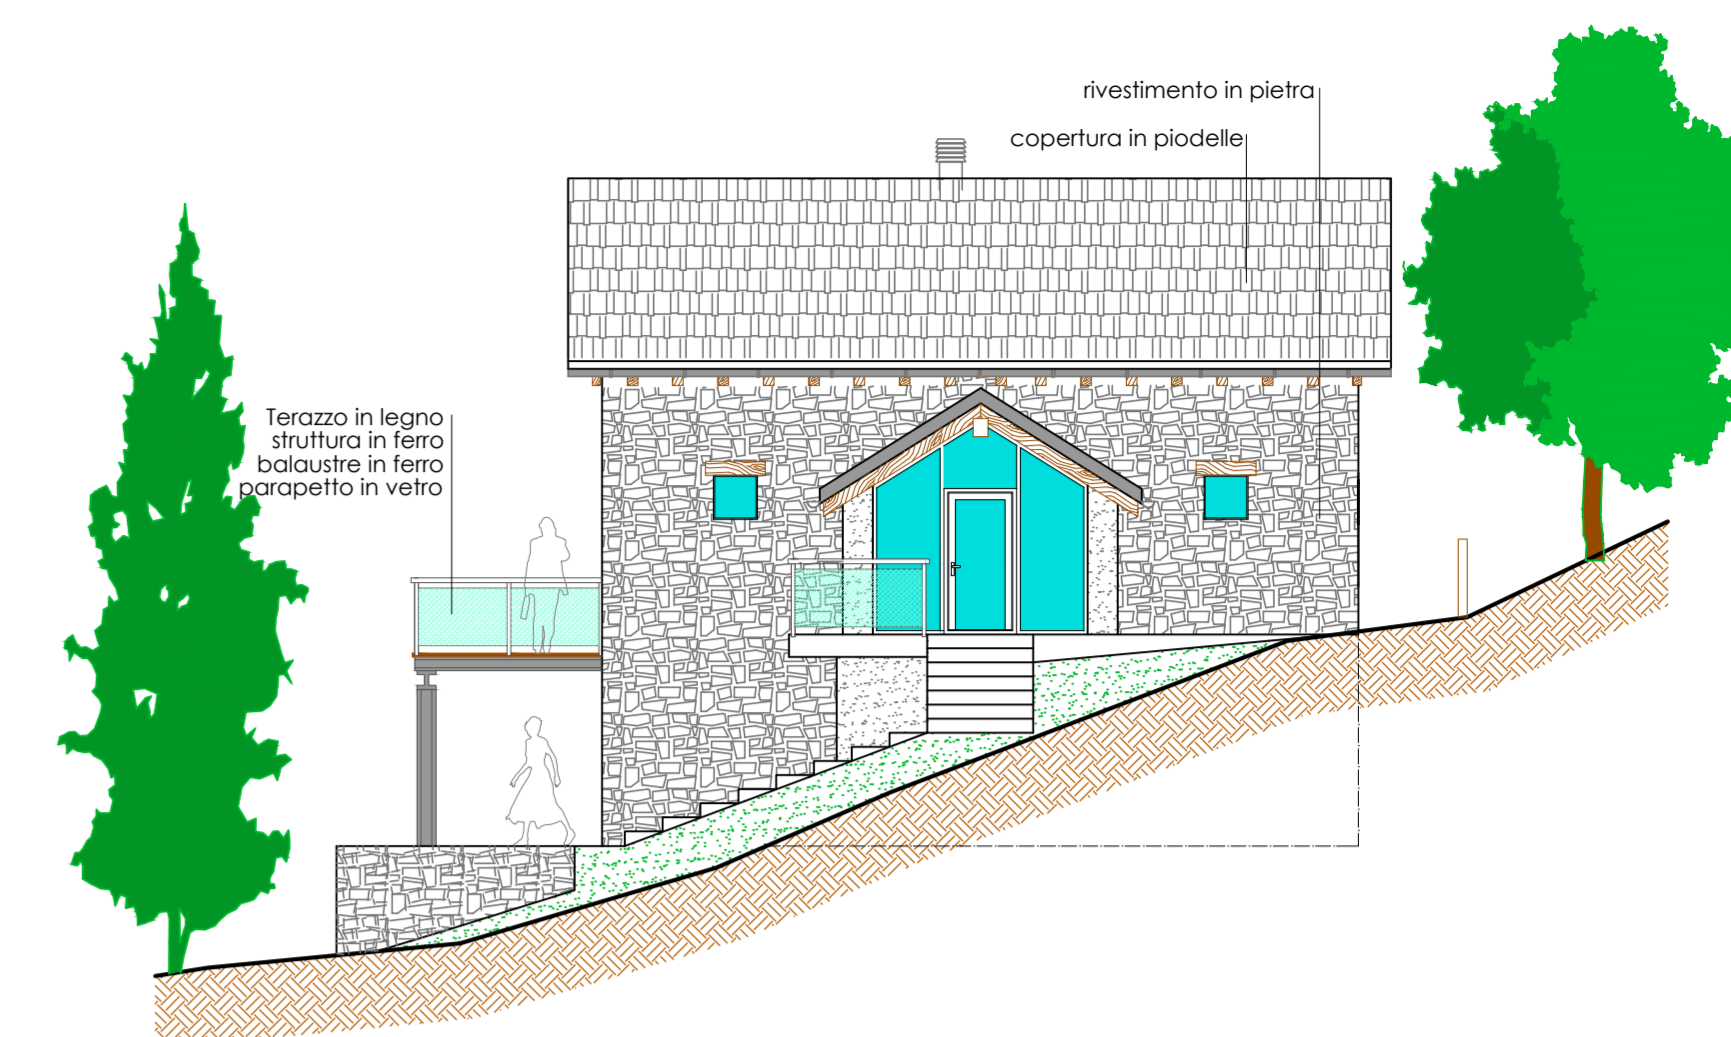 rivestimento in pietra
copertura in piodelle
Terazzo in legno
struttura in ferro
balaustre in ferro
parapetto in vetro